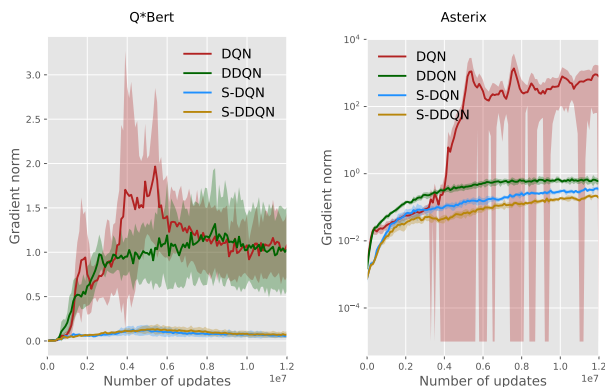 Q*Bert
Asterix
DQN
DDQN
S-DQN
S-DDQN
Gradient norm
3.0
2.5
2.0
1.5
1.0
0.5
0.0
0.0 0.2 0.4 0.6 0.8 1.0 1.2
Number of updates 1e7
DQN
DDQN
S-DQN
S-DDQN
Gradient norm
10^4
10^2
10^0
10^−2
10^−4
0.0 0.2 0.4 0.6 0.8 1.0 1.2
Number of updates 1e7